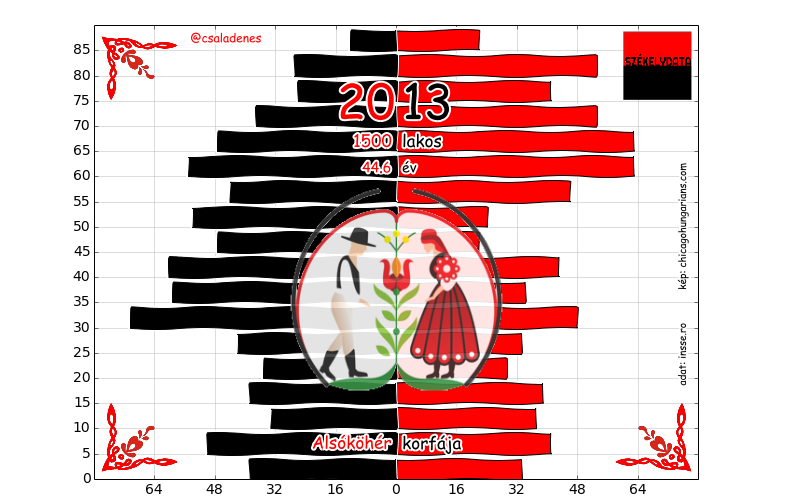 @csaladenes
SZÉKELYDATA
2013
1500 lakos
44.6 év
kép: chicagohungarians.com
adat: insse.ro
Alsóköhér korfája
85
80
75
70
65
60
55
50
45
40
35
30
25
20
15
10
5
0
64 48 32 16 0 16 32 48 64